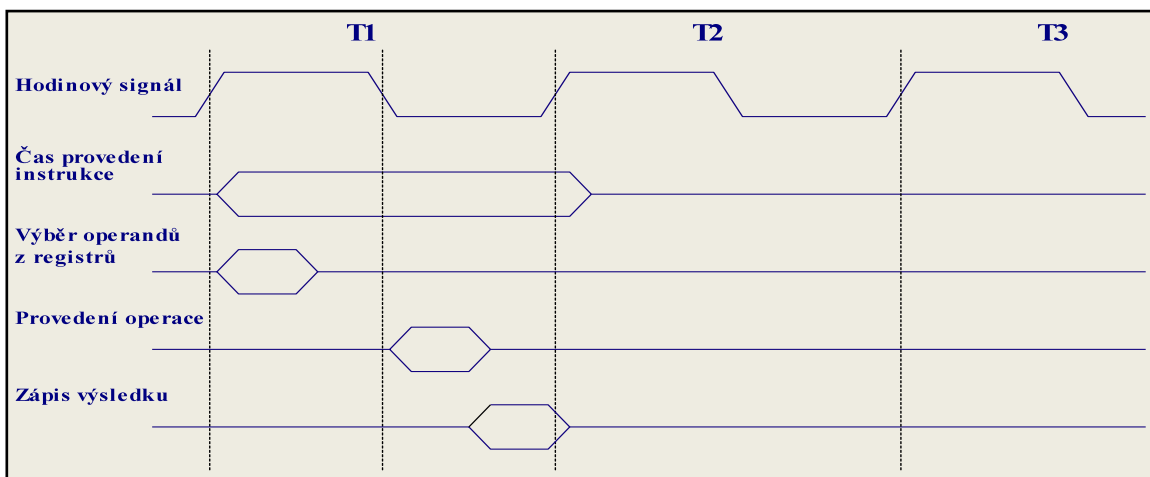 T1 T2 T3
Hodinový signál
Čas provedení
instrukce
Výběr operandů
z registrů
Provedení operace
Zápis výsledku